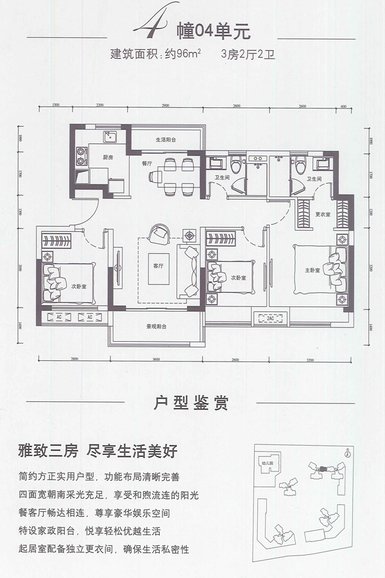 4 幢04单元
建筑面积:约96m² 3房2厅2卫
生活阳台
厨房
餐厅
卫生间
卫生间
更衣室
次卧室
客厅
次卧室
主卧室
景观阳台
户型鉴赏
雅致三房 尽享生活美好
简约方正实用户型,功能布局清晰完善
四面宽朝南采光充足,享受和煦流连的阳光
餐客厅畅达相连,尊享豪华娱乐空间
特设家政阳台,悦享轻松优越生活
起居室配备独立更衣间,确保生活私密性
幼儿园